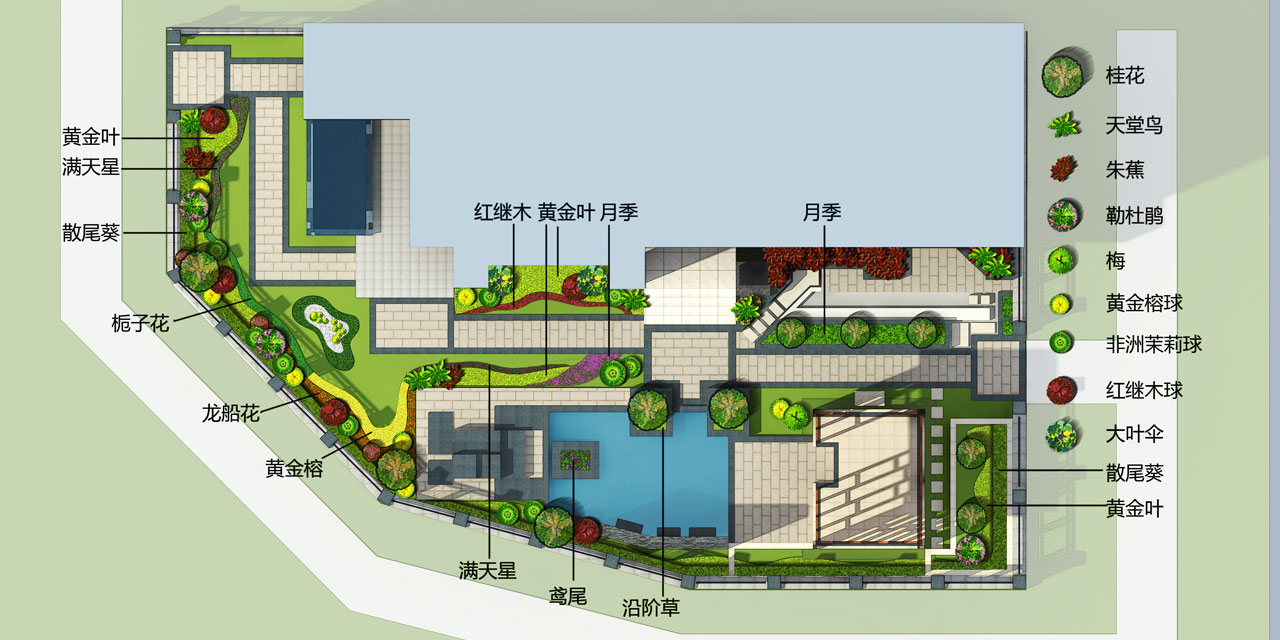 黄金叶
满天星
散尾葵
栀子花
龙船花
黄金榕
红继木 黄金叶 月季
月季
满天星
鸢尾
沿阶草
桂花
天堂鸟
朱蕉
勒杜鹃
梅
黄金榕球
非洲茉莉球
红继木球
大叶伞
散尾葵
黄金叶